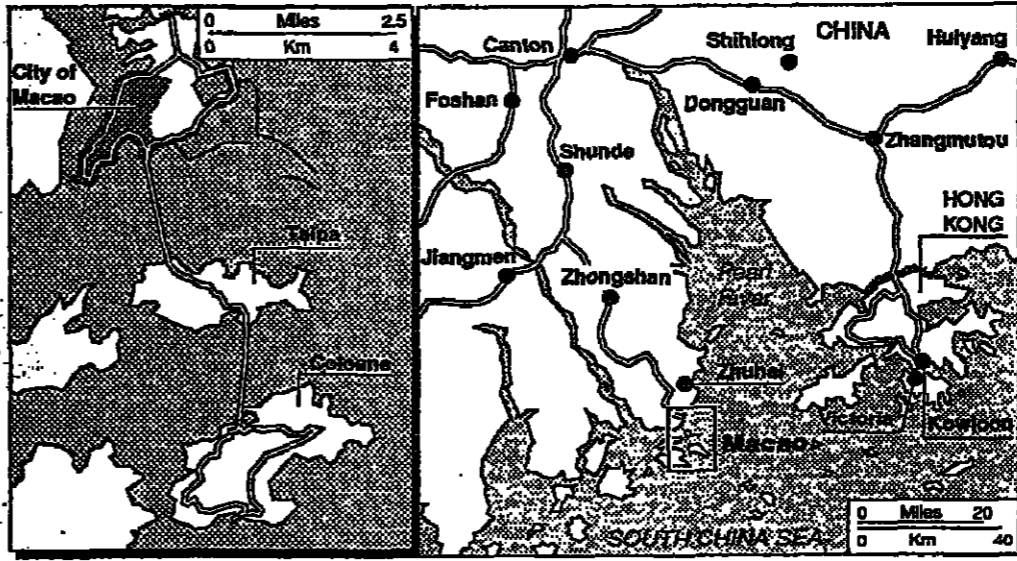 0 Miles 2.5
0 Km 4
City of
Macao
Taipa
Coloane
Canton
Shihlong
CHINA
Huiyang
Foshan
Dongguan
Zhangmutou
Shunde
HONG
KONG
Jiangmen
Zhongshan
Pearl
River
Zhuhai
Victoria
Kowloon
Macao
0 Miles 20
0 Km 40
SOUTH CHINA SEA